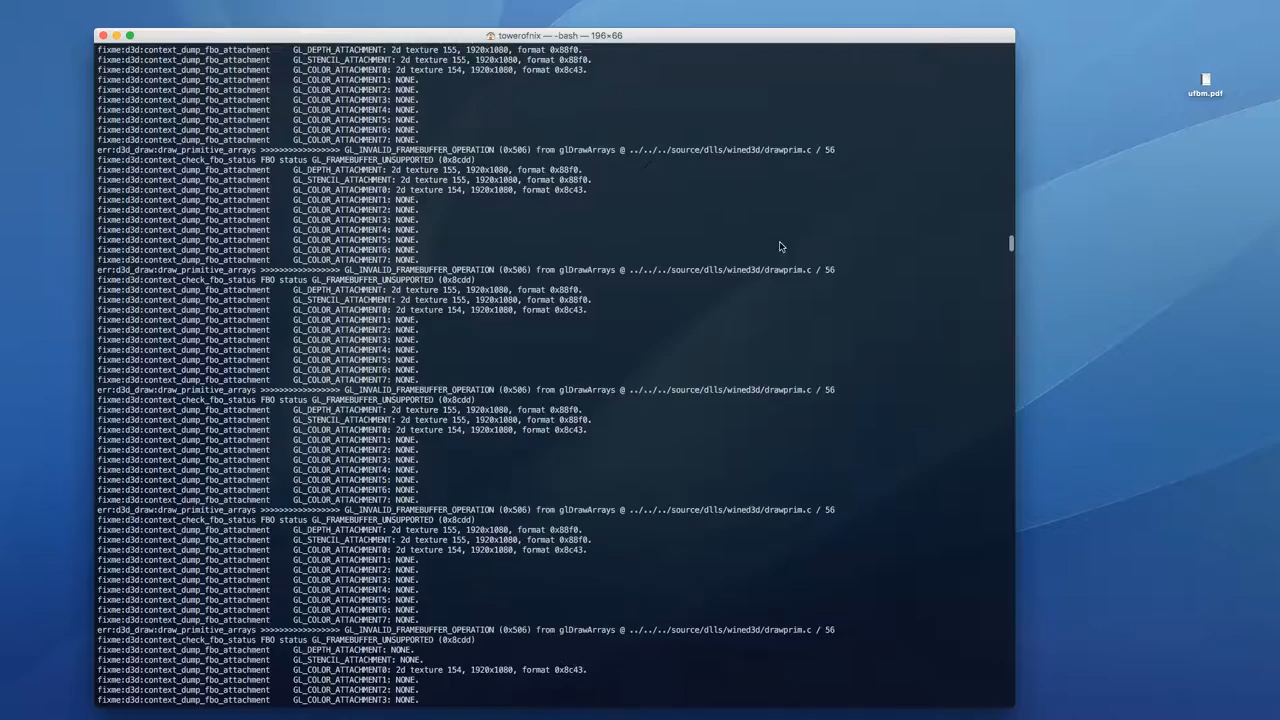 towerofnix — -bash — 196×66
fixme:d3d:context_dump_fbo_attachment     GL_DEPTH_ATTACHMENT: 2d texture 155, 1920x1080, format 0x88f0.
fixme:d3d:context_dump_fbo_attachment     GL_STENCIL_ATTACHMENT: 2d texture 155, 1920x1080, format 0x88f0.
fixme:d3d:context_dump_fbo_attachment     GL_COLOR_ATTACHMENT0: 2d texture 154, 1920x1080, format 0x8c43.
fixme:d3d:context_dump_fbo_attachment     GL_COLOR_ATTACHMENT1: NONE.
fixme:d3d:context_dump_fbo_attachment     GL_COLOR_ATTACHMENT2: NONE.
fixme:d3d:context_dump_fbo_attachment     GL_COLOR_ATTACHMENT3: NONE.
fixme:d3d:context_dump_fbo_attachment     GL_COLOR_ATTACHMENT4: NONE.
fixme:d3d:context_dump_fbo_attachment     GL_COLOR_ATTACHMENT5: NONE.
fixme:d3d:context_dump_fbo_attachment     GL_COLOR_ATTACHMENT6: NONE.
fixme:d3d:context_dump_fbo_attachment     GL_COLOR_ATTACHMENT7: NONE.
err:d3d_draw:draw_primitive_arrays >>>>>>>>>>>>>>>>> GL_INVALID_FRAMEBUFFER_OPERATION (0x506) from glDrawArrays @ ../../../source/dlls/wined3d/drawprim.c / 56
fixme:d3d:context_check_fbo_status FBO status GL_FRAMEBUFFER_UNSUPPORTED (0x8cdd)
fixme:d3d:context_dump_fbo_attachment     GL_DEPTH_ATTACHMENT: 2d texture 155, 1920x1080, format 0x88f0.
fixme:d3d:context_dump_fbo_attachment     GL_STENCIL_ATTACHMENT: 2d texture 155, 1920x1080, format 0x88f0.
fixme:d3d:context_dump_fbo_attachment     GL_COLOR_ATTACHMENT0: 2d texture 154, 1920x1080, format 0x8c43.
fixme:d3d:context_dump_fbo_attachment     GL_COLOR_ATTACHMENT1: NONE.
fixme:d3d:context_dump_fbo_attachment     GL_COLOR_ATTACHMENT2: NONE.
fixme:d3d:context_dump_fbo_attachment     GL_COLOR_ATTACHMENT3: NONE.
fixme:d3d:context_dump_fbo_attachment     GL_COLOR_ATTACHMENT4: NONE.
fixme:d3d:context_dump_fbo_attachment     GL_COLOR_ATTACHMENT5: NONE.
fixme:d3d:context_dump_fbo_attachment     GL_COLOR_ATTACHMENT6: NONE.
fixme:d3d:context_dump_fbo_attachment     GL_COLOR_ATTACHMENT7: NONE.
err:d3d_draw:draw_primitive_arrays >>>>>>>>>>>>>>>>> GL_INVALID_FRAMEBUFFER_OPERATION (0x506) from glDrawArrays @ ../../../source/dlls/wined3d/drawprim.c / 56
fixme:d3d:context_check_fbo_status FBO status GL_FRAMEBUFFER_UNSUPPORTED (0x8cdd)
fixme:d3d:context_dump_fbo_attachment     GL_DEPTH_ATTACHMENT: 2d texture 155, 1920x1080, format 0x88f0.
fixme:d3d:context_dump_fbo_attachment     GL_STENCIL_ATTACHMENT: 2d texture 155, 1920x1080, format 0x88f0.
fixme:d3d:context_dump_fbo_attachment     GL_COLOR_ATTACHMENT0: 2d texture 154, 1920x1080, format 0x8c43.
fixme:d3d:context_dump_fbo_attachment     GL_COLOR_ATTACHMENT1: NONE.
fixme:d3d:context_dump_fbo_attachment     GL_COLOR_ATTACHMENT2: NONE.
fixme:d3d:context_dump_fbo_attachment     GL_COLOR_ATTACHMENT3: NONE.
fixme:d3d:context_dump_fbo_attachment     GL_COLOR_ATTACHMENT4: NONE.
fixme:d3d:context_dump_fbo_attachment     GL_COLOR_ATTACHMENT5: NONE.
fixme:d3d:context_dump_fbo_attachment     GL_COLOR_ATTACHMENT6: NONE.
fixme:d3d:context_dump_fbo_attachment     GL_COLOR_ATTACHMENT7: NONE.
err:d3d_draw:draw_primitive_arrays >>>>>>>>>>>>>>>>> GL_INVALID_FRAMEBUFFER_OPERATION (0x506) from glDrawArrays @ ../../../source/dlls/wined3d/drawprim.c / 56
fixme:d3d:context_check_fbo_status FBO status GL_FRAMEBUFFER_UNSUPPORTED (0x8cdd)
fixme:d3d:context_dump_fbo_attachment     GL_DEPTH_ATTACHMENT: 2d texture 155, 1920x1080, format 0x88f0.
fixme:d3d:context_dump_fbo_attachment     GL_STENCIL_ATTACHMENT: 2d texture 155, 1920x1080, format 0x88f0.
fixme:d3d:context_dump_fbo_attachment     GL_COLOR_ATTACHMENT0: 2d texture 154, 1920x1080, format 0x8c43.
fixme:d3d:context_dump_fbo_attachment     GL_COLOR_ATTACHMENT1: NONE.
fixme:d3d:context_dump_fbo_attachment     GL_COLOR_ATTACHMENT2: NONE.
fixme:d3d:context_dump_fbo_attachment     GL_COLOR_ATTACHMENT3: NONE.
fixme:d3d:context_dump_fbo_attachment     GL_COLOR_ATTACHMENT4: NONE.
fixme:d3d:context_dump_fbo_attachment     GL_COLOR_ATTACHMENT5: NONE.
fixme:d3d:context_dump_fbo_attachment     GL_COLOR_ATTACHMENT6: NONE.
fixme:d3d:context_dump_fbo_attachment     GL_COLOR_ATTACHMENT7: NONE.
err:d3d_draw:draw_primitive_arrays >>>>>>>>>>>>>>>>> GL_INVALID_FRAMEBUFFER_OPERATION (0x506) from glDrawArrays @ ../../../source/dlls/wined3d/drawprim.c / 56
fixme:d3d:context_check_fbo_status FBO status GL_FRAMEBUFFER_UNSUPPORTED (0x8cdd)
fixme:d3d:context_dump_fbo_attachment     GL_DEPTH_ATTACHMENT: 2d texture 155, 1920x1080, format 0x88f0.
fixme:d3d:context_dump_fbo_attachment     GL_STENCIL_ATTACHMENT: 2d texture 155, 1920x1080, format 0x88f0.
fixme:d3d:context_dump_fbo_attachment     GL_COLOR_ATTACHMENT0: 2d texture 154, 1920x1080, format 0x8c43.
fixme:d3d:context_dump_fbo_attachment     GL_COLOR_ATTACHMENT1: NONE.
fixme:d3d:context_dump_fbo_attachment     GL_COLOR_ATTACHMENT2: NONE.
fixme:d3d:context_dump_fbo_attachment     GL_COLOR_ATTACHMENT3: NONE.
fixme:d3d:context_dump_fbo_attachment     GL_COLOR_ATTACHMENT4: NONE.
fixme:d3d:context_dump_fbo_attachment     GL_COLOR_ATTACHMENT5: NONE.
fixme:d3d:context_dump_fbo_attachment     GL_COLOR_ATTACHMENT6: NONE.
fixme:d3d:context_dump_fbo_attachment     GL_COLOR_ATTACHMENT7: NONE.
err:d3d_draw:draw_primitive_arrays >>>>>>>>>>>>>>>>> GL_INVALID_FRAMEBUFFER_OPERATION (0x506) from glDrawArrays @ ../../../source/dlls/wined3d/drawprim.c / 56
fixme:d3d:context_check_fbo_status FBO status GL_FRAMEBUFFER_UNSUPPORTED (0x8cdd)
fixme:d3d:context_dump_fbo_attachment     GL_DEPTH_ATTACHMENT: NONE.
fixme:d3d:context_dump_fbo_attachment     GL_STENCIL_ATTACHMENT: NONE.
fixme:d3d:context_dump_fbo_attachment     GL_COLOR_ATTACHMENT0: 2d texture 154, 1920x1080, format 0x8c43.
fixme:d3d:context_dump_fbo_attachment     GL_COLOR_ATTACHMENT1: NONE.
fixme:d3d:context_dump_fbo_attachment     GL_COLOR_ATTACHMENT2: NONE.
fixme:d3d:context_dump_fbo_attachment     GL_COLOR_ATTACHMENT3: NONE.
ufbm.pdf